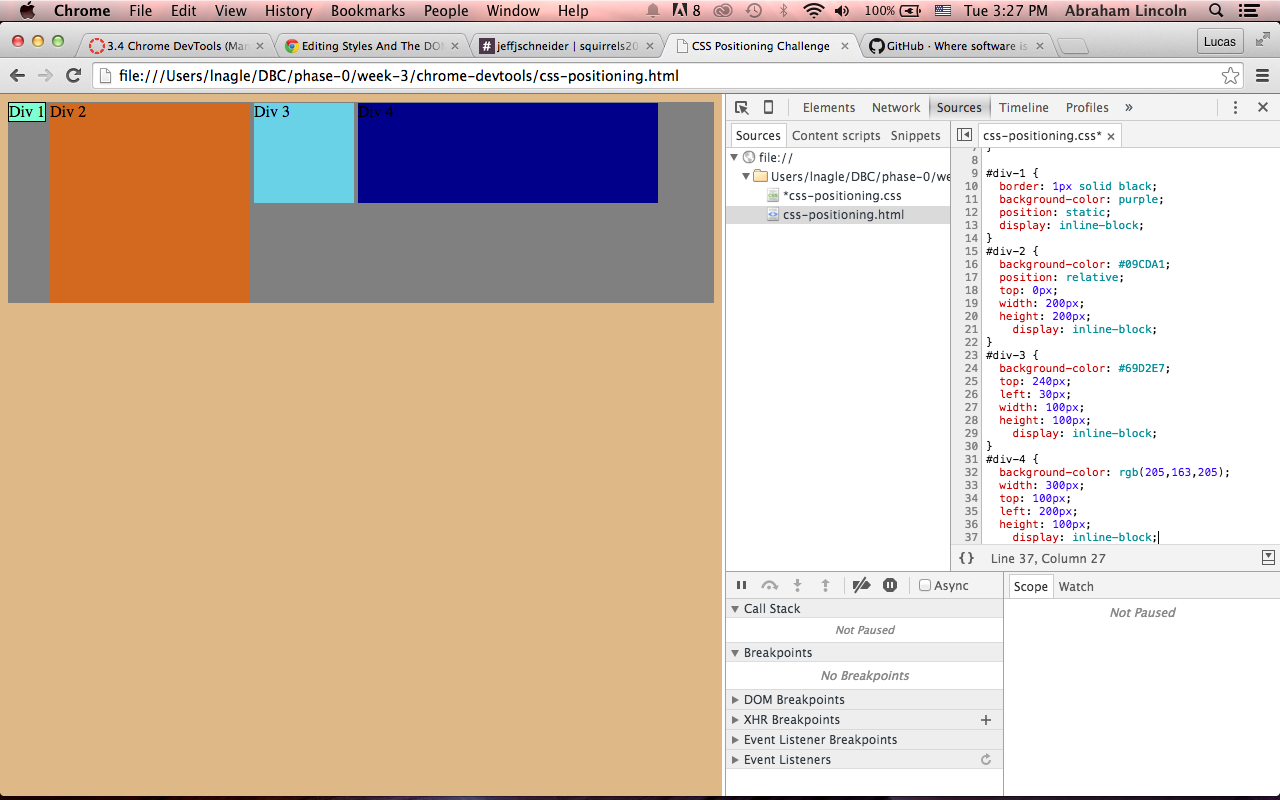 Chrome File Edit View History Bookmarks People Window Help 8 100% Tue 3:27 PM Abraham Lincoln
3.4 Chrome DevTools (Mar
Editing Styles And The DOM
# jeffjschneider | squirrels20
CSS Positioning Challenge
GitHub · Where software is
Lucas
file:///Users/lnagle/DBC/phase-0/week-3/chrome-devtools/css-positioning.html
Div 1
Div 2
Div 3
Div 4
Elements Network Sources Timeline Profiles »
Sources Content scripts Snippets
css-positioning.css*
file://
Users/lnagle/DBC/phase-0/we
*css-positioning.css
css-positioning.html
7 }
8
9 #div-1 {
10 border: 1px solid black;
11 background-color: purple;
12 position: static;
13 display: inline-block;
14 }
15 #div-2 {
16 background-color: #09CDA1;
17 position: relative;
18 top: 0px;
19 width: 200px;
20 height: 200px;
21 display: inline-block;
22 }
23 #div-3 {
24 background-color: #69D2E7;
25 top: 240px;
26 left: 30px;
27 width: 100px;
28 height: 100px;
29 display: inline-block;
30 }
31 #div-4 {
32 background-color: rgb(205,163,205);
33 width: 300px;
34 top: 100px;
35 left: 200px;
36 height: 100px;
37 display: inline-block;
{} Line 37, Column 27
Async
Call Stack
Not Paused
Breakpoints
No Breakpoints
DOM Breakpoints
XHR Breakpoints +
Event Listener Breakpoints
Event Listeners
Scope Watch
Not Paused